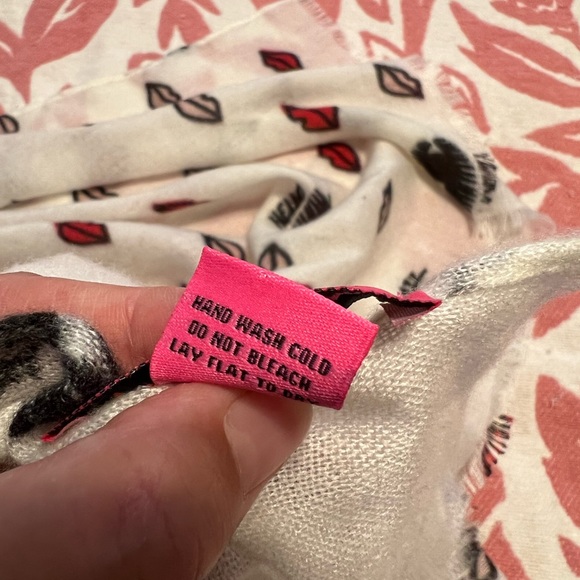 HAND WASH COLD
DO NOT BLEACH
LAY FLAT TO